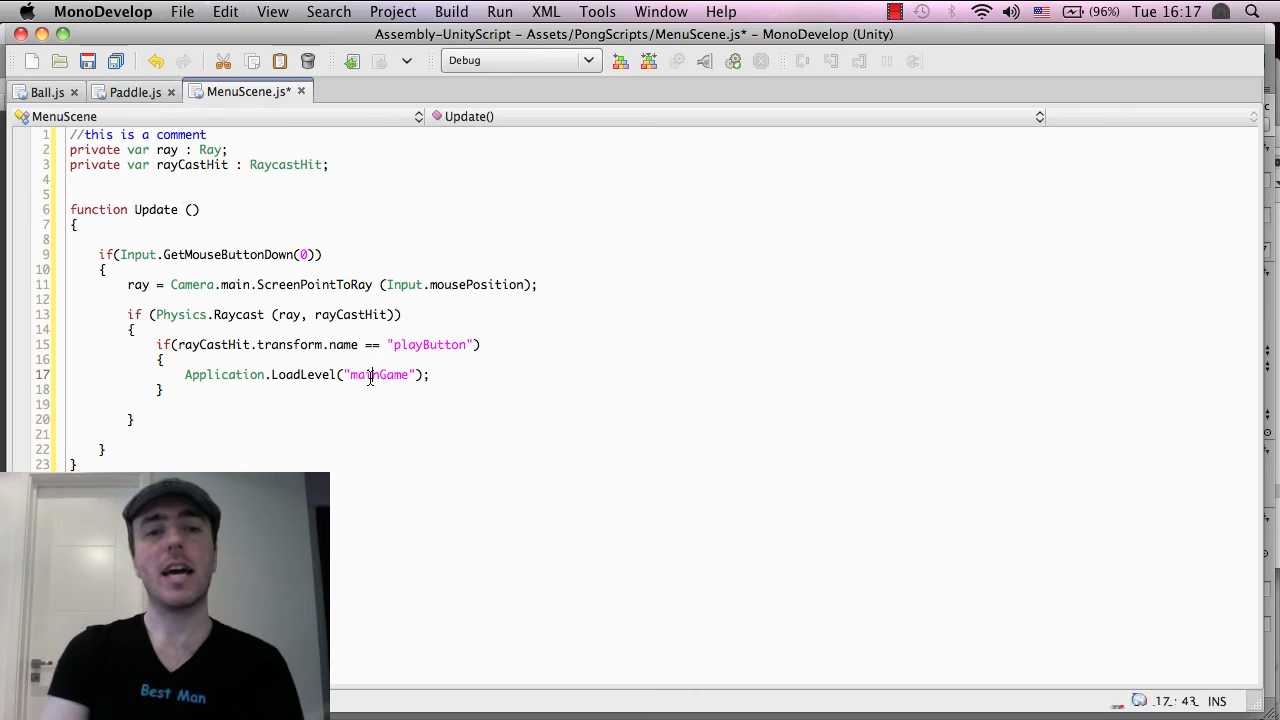 MonoDevelop File Edit View Search Project Build Run XML Tools Window Help (96%) Tue 16:17
Assembly-UnityScript - Assets/PongScripts/MenuScene.js* - MonoDevelop (Unity)
Debug
Ball.js Paddle.js MenuScene.js*
MenuScene Update()
1 //this is a comment
2 private var ray : Ray;
3 private var rayCastHit : RaycastHit;
4
5
6 function Update ()
7 {
8
9 if(Input.GetMouseButtonDown(0))
10 {
11 ray = Camera.main.ScreenPointToRay (Input.mousePosition);
12
13 if (Physics.Raycast (ray, rayCastHit))
14 {
15 if(rayCastHit.transform.name == "playButton")
16 {
17 Application.LoadLevel("mainGame");
18 }
19
20 }
21
22 }
23 }
Best Man
17 : 43 INS